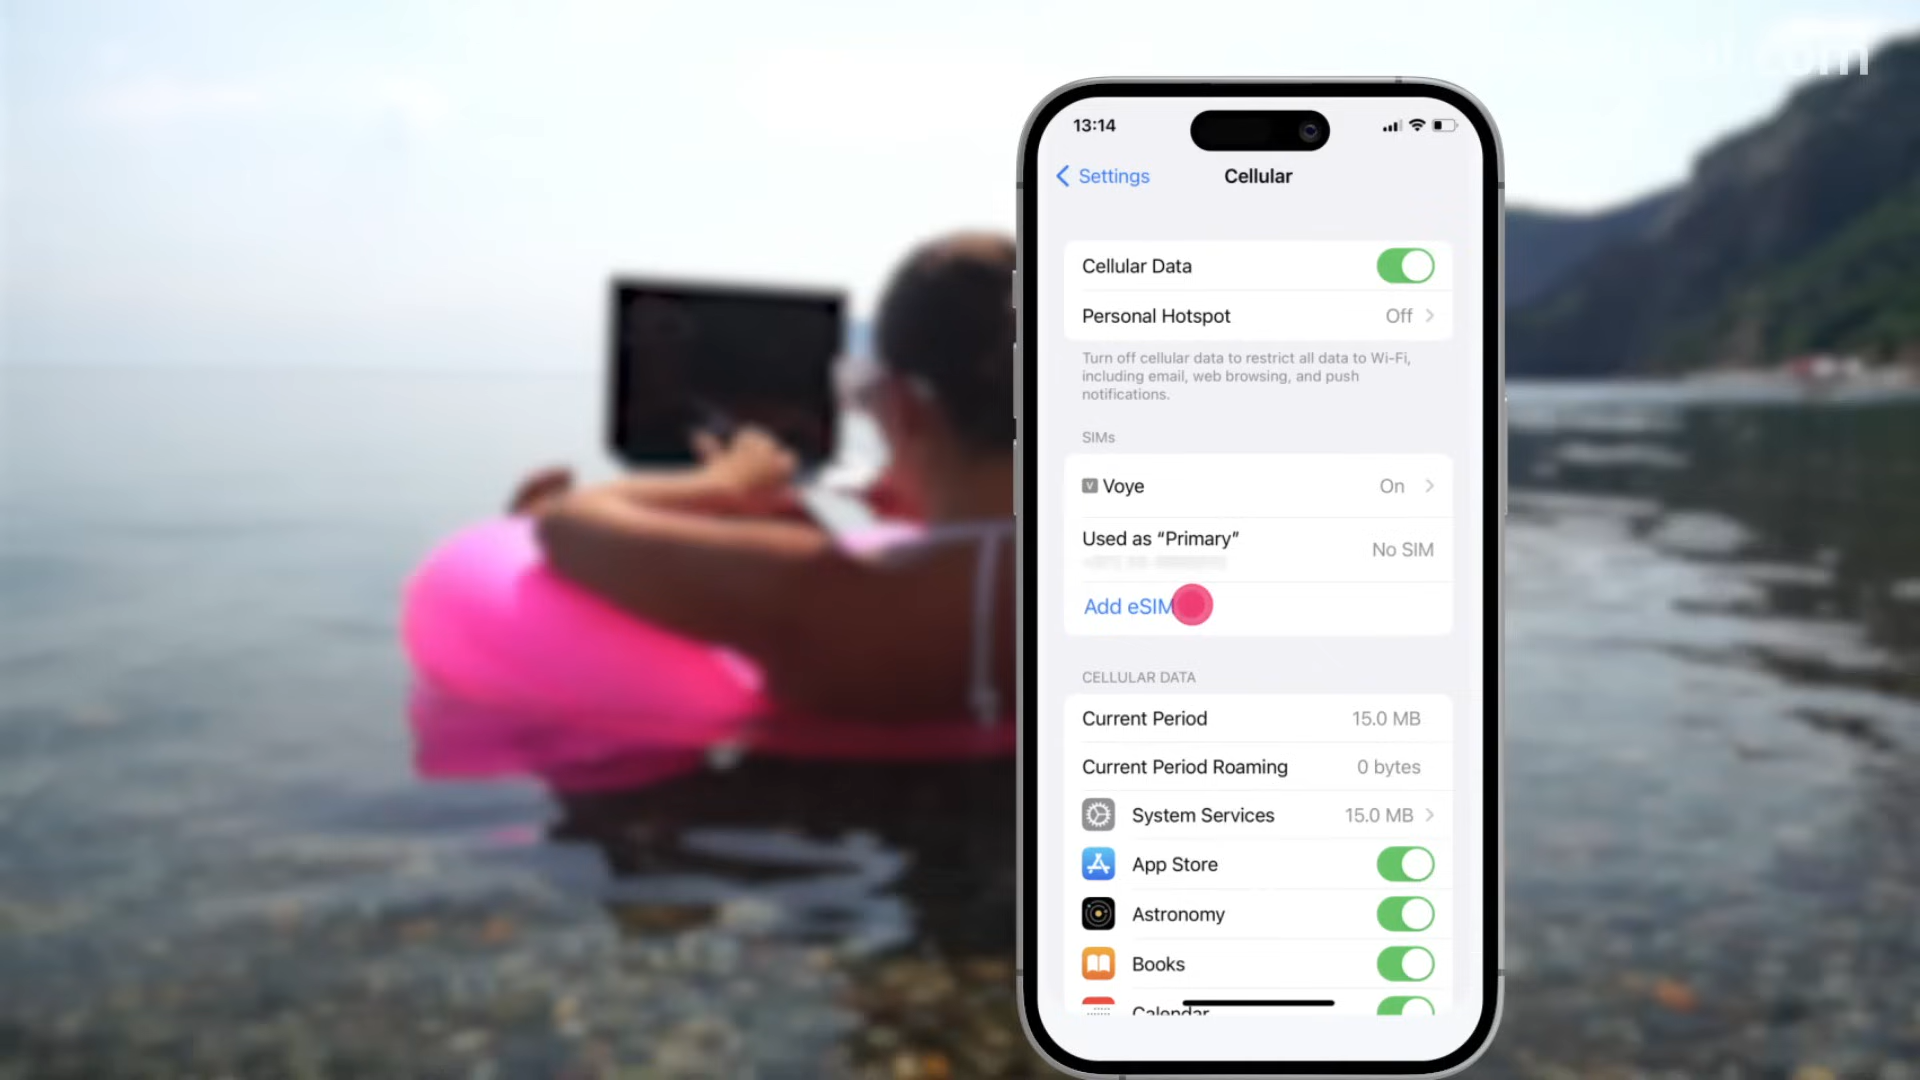 .com
13:14
Settings
Cellular
Cellular Data
Personal Hotspot Off
Turn off cellular data to restrict all data to Wi-Fi,
including email, web browsing, and push
notifications.
SIMs
V Voye On
Used as “Primary” No SIM
Add eSIM
CELLULAR DATA
Current Period 15.0 MB
Current Period Roaming 0 bytes
System Services 15.0 MB
App Store
Astronomy
Books
Calendar